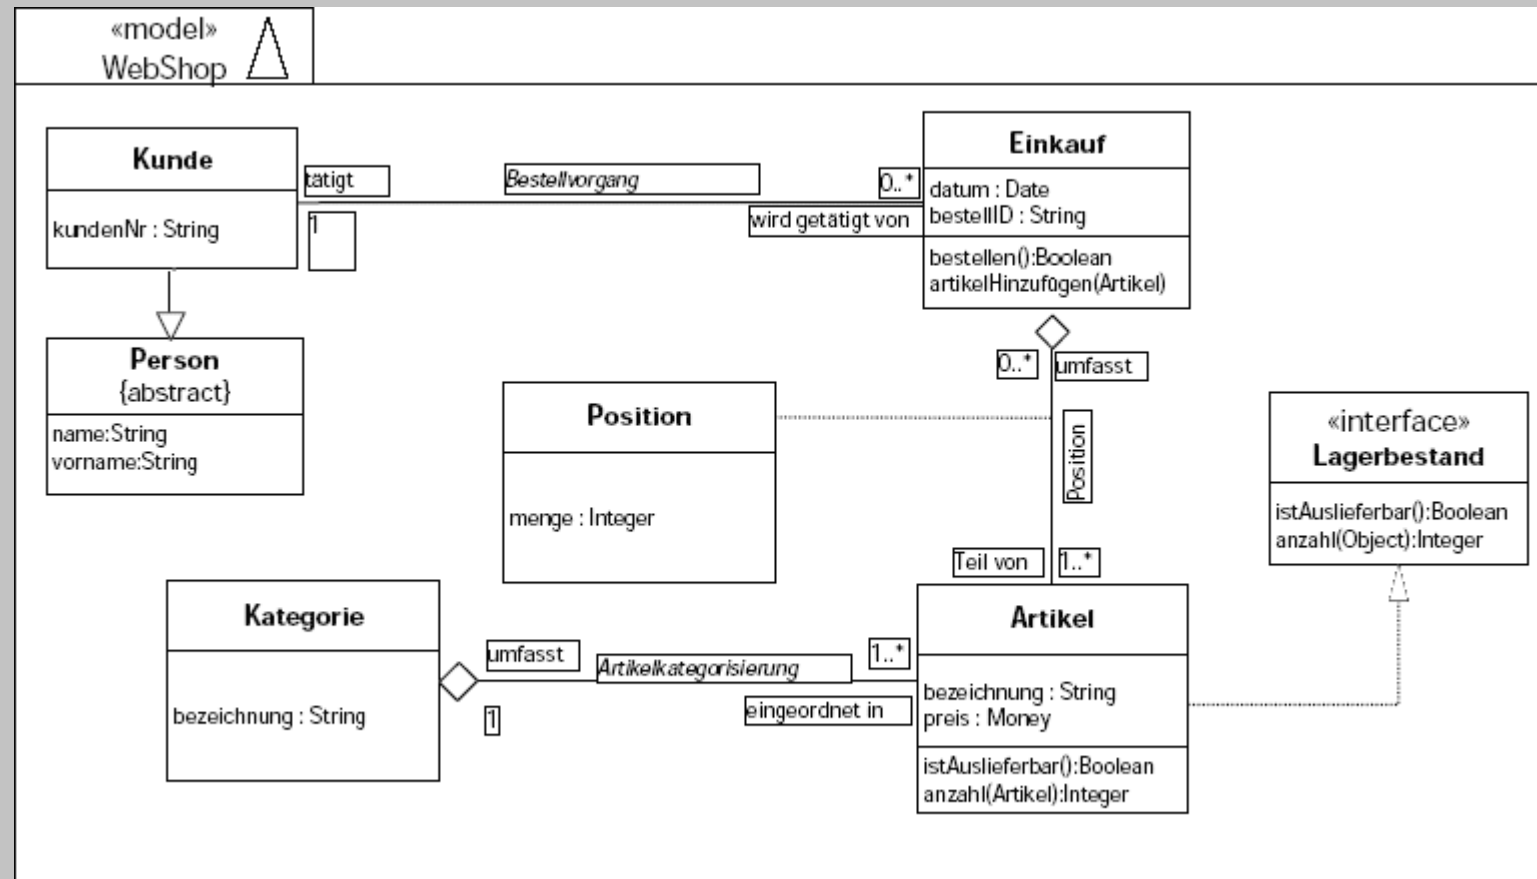 «model»
WebShop
Kunde
kundenNr : String
tätigt
1
Bestellvorgang
0..*
wird getätigt von
Einkauf
datum : Date
bestellID : String
bestellen():Boolean
artikelHinzufügen(Artikel)
Person
{abstract}
name:String
vorname:String
0..*
umfasst
Position
menge : Integer
Position
Teil von
1..*
«interface»
Lagerbestand
istAuslieferbar():Boolean
anzahl(Object):Integer
Kategorie
bezeichnung : String
umfasst
1
Artikelkategorisierung
1..*
eingeordnet in
Artikel
bezeichnung : String
preis : Money
istAuslieferbar():Boolean
anzahl(Artikel):Integer